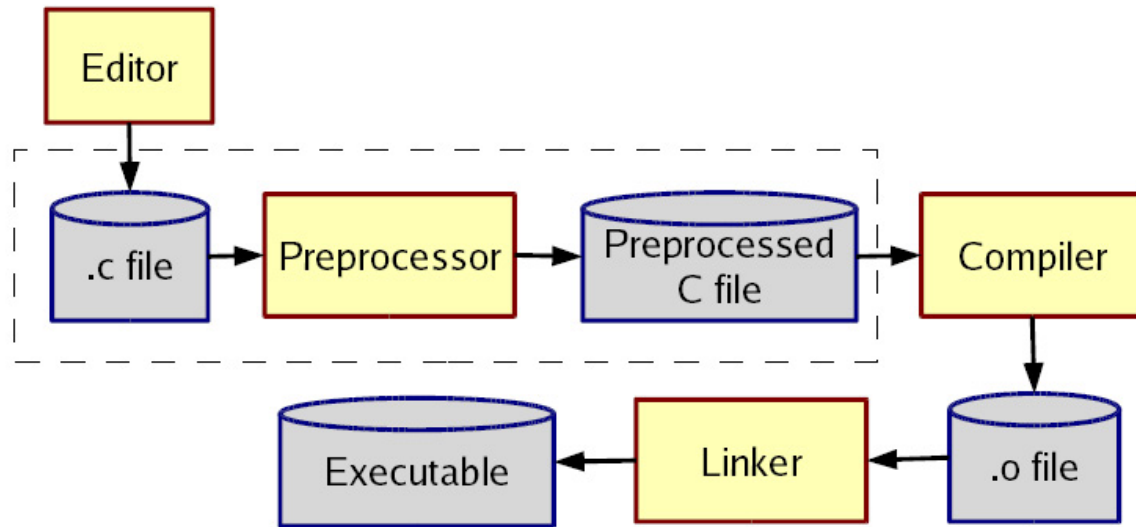 Editor
.c file
Preprocessor
Preprocessed
C file
Compiler
Executable
Linker
.o file